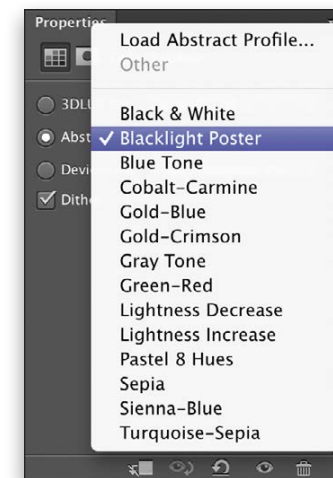 Properties
Load Abstract Profile...
Other
3DLU
Black & White
Abst ✓ Blacklight Poster
Blue Tone
Devi
Cobalt-Carmine
Dithe
Gold-Blue
Gold-Crimson
Gray Tone
Green-Red
Lightness Decrease
Lightness Increase
Pastel 8 Hues
Sepia
Sienna-Blue
Turquoise-Sepia